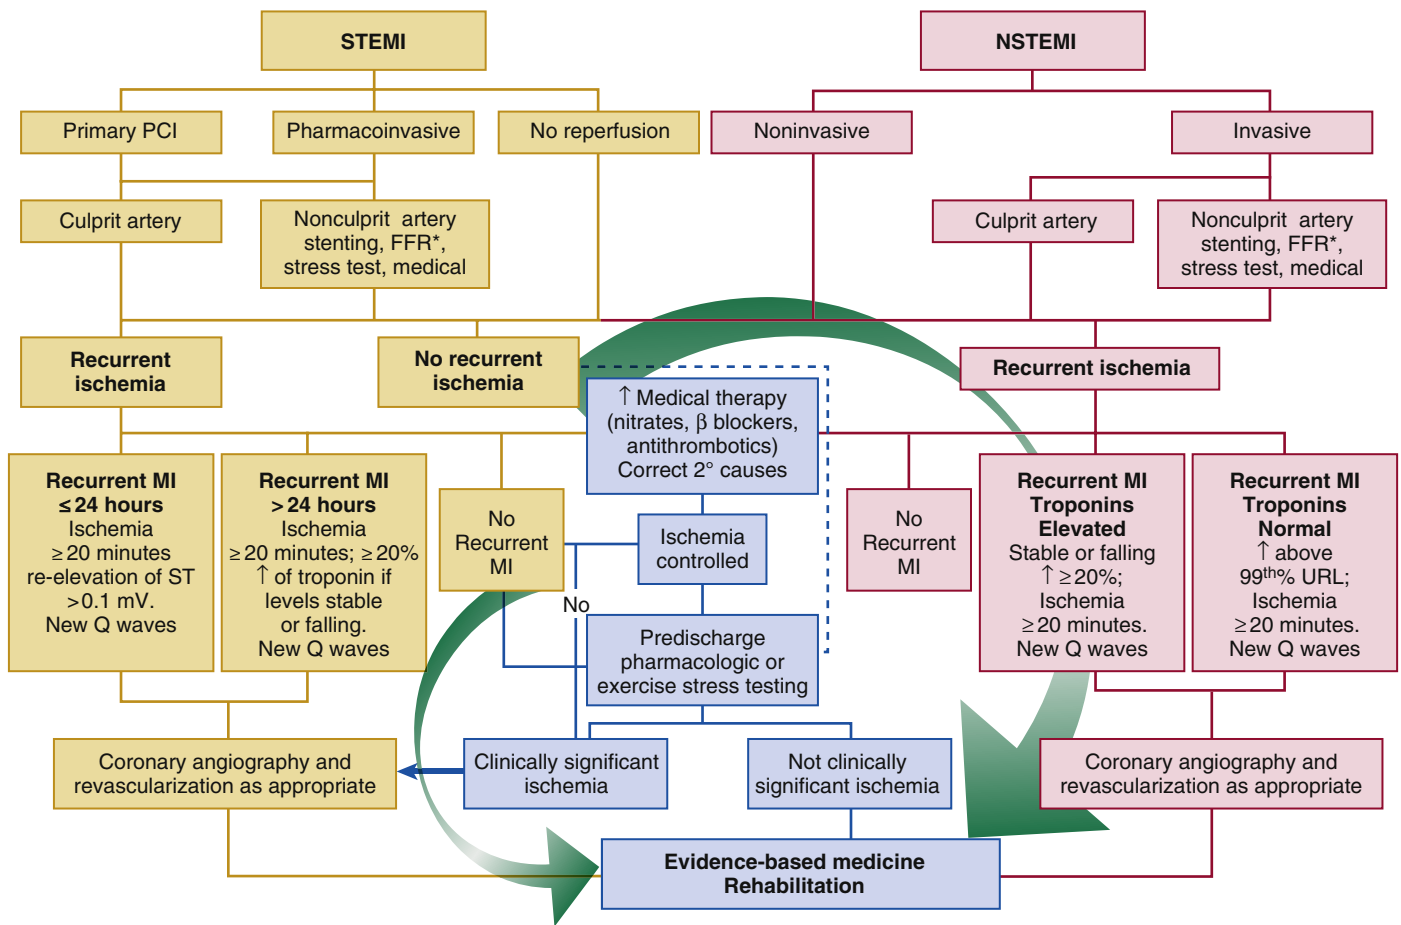 STEMI
NSTEMI
Primary PCI
Pharmacoinvasive
No reperfusion
Noninvasive
Invasive
Culprit artery
Nonculprit artery
stenting, FFR*,
stress test, medical
Culprit artery
Nonculprit artery
stenting, FFR*,
stress test, medical
Recurrent
ischemia
No recurrent
ischemia
Recurrent ischemia
↑ Medical therapy
(nitrates, β blockers,
antithrombotics)
Correct 2° causes
Recurrent MI
≤ 24 hours
Ischemia
≥ 20 minutes
re-elevation of ST
> 0.1 mV.
New Q waves
Recurrent MI
> 24 hours
Ischemia
≥ 20 minutes; ≥ 20%
↑ of troponin if
levels stable
or falling.
New Q waves
No
Recurrent
MI
Ischemia
controlled
No
Recurrent
MI
Recurrent MI
Troponins
Elevated
Stable or falling
↑ ≥ 20%;
Ischemia
≥ 20 minutes.
New Q waves
Recurrent MI
Troponins
Normal
↑ above
99th% URL;
Ischemia
≥ 20 minutes.
New Q waves
No
Predischarge
pharmacologic or
exercise stress testing
Coronary angiography and
revascularization as appropriate
Clinically significant
ischemia
Not clinically
significant ischemia
Coronary angiography and
revascularization as appropriate
Evidence-based medicine
Rehabilitation